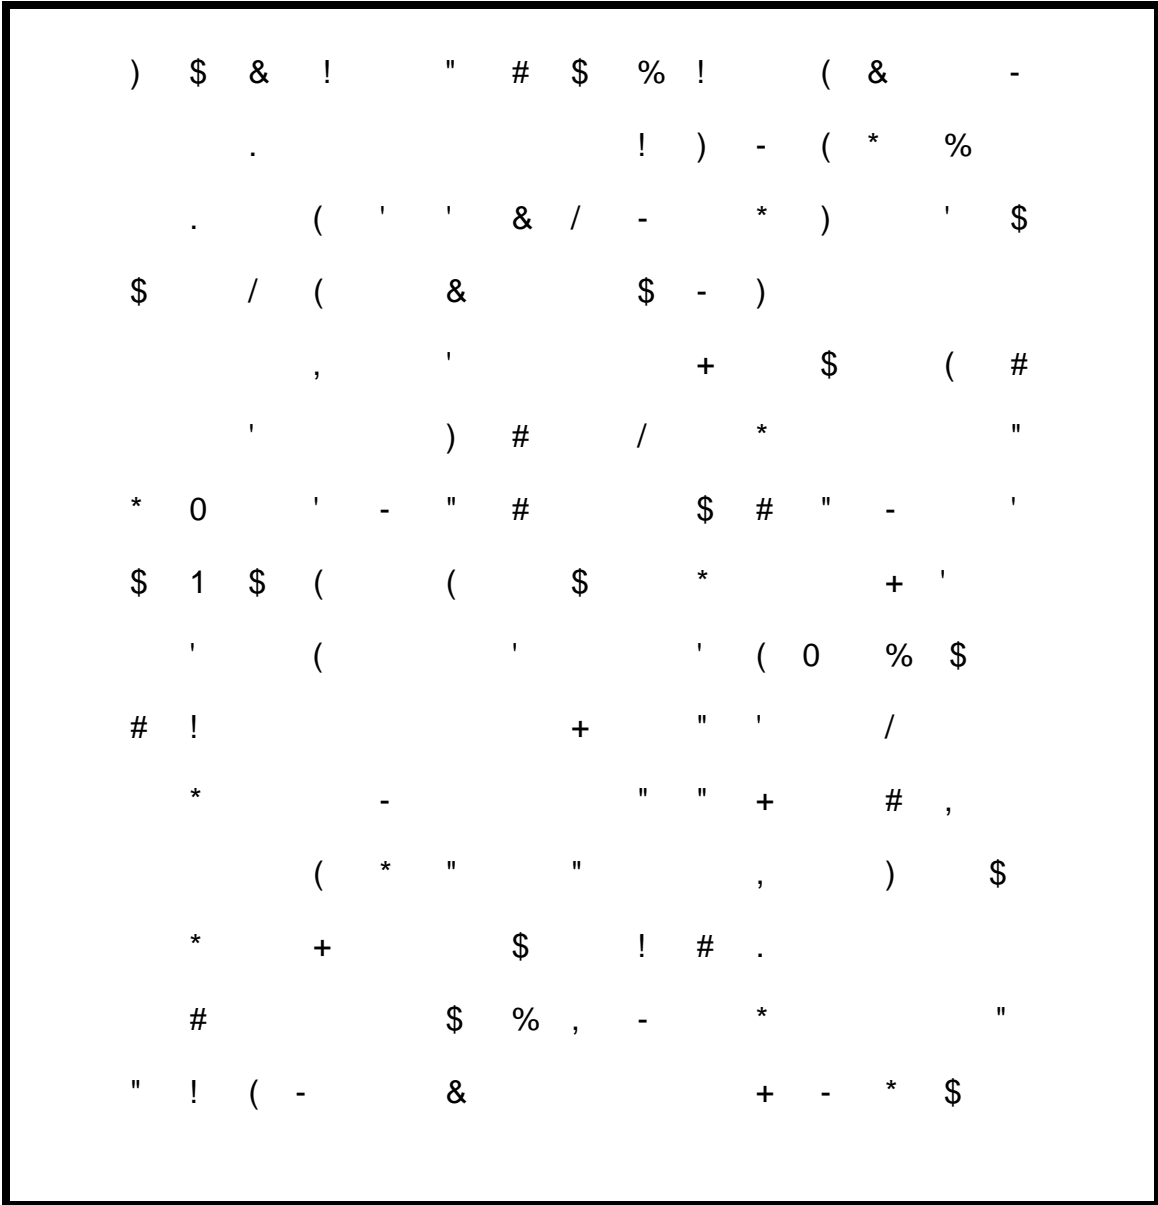 ) $ & ! " # $ % ! ( & -
. ! ) - ( * %
. ( ' ' & / - * ) ' $
$ / ( & $ - )
, ' + $ ( #
' ) # / * "
* 0 ' - " # $ # " - '
$ 1 $ ( ( $ * + '
' ( ' ' ( 0 % $
# ! + " ' /
* - " " + # ,
( * " " , ) $
* + $ ! # .
# $ % , - * "
" ! ( - & + - * $